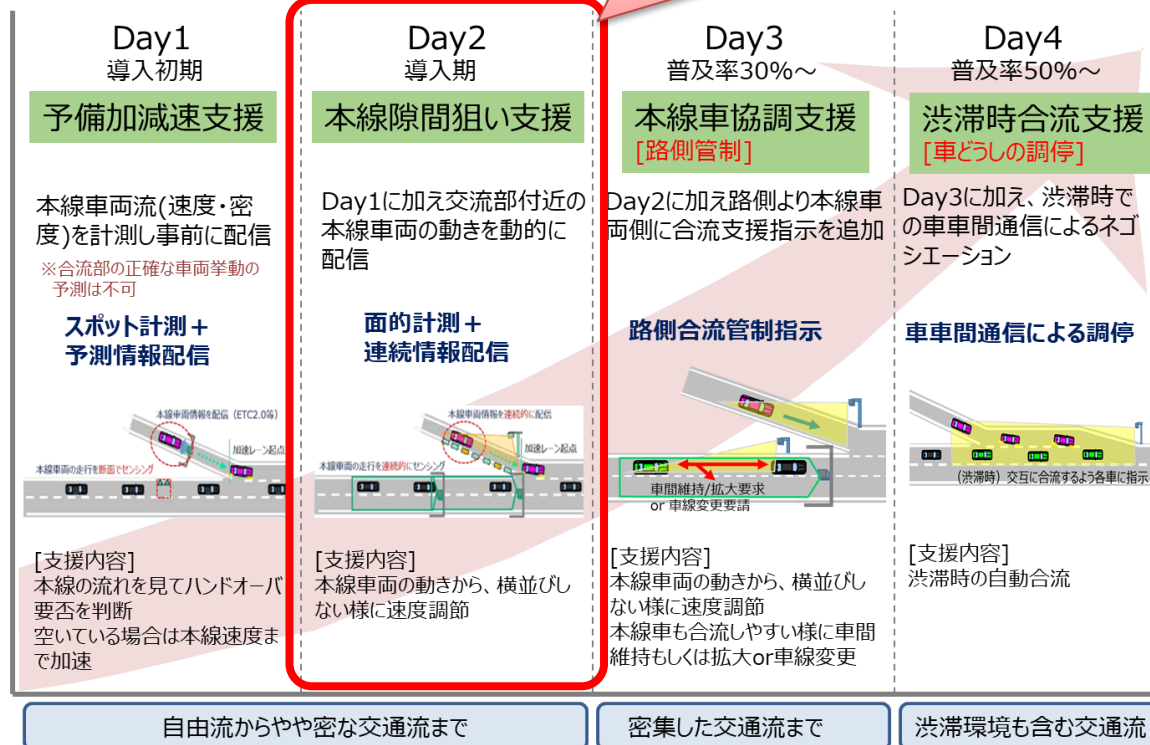 Day1
導入初期
予備加減速支援
本線車両流(速度・密
度)を計測し事前に配信
※合流部の正確な車両挙動の
予測は不可
スポット計測＋
予測情報配信
本線車両情報を配信（ETC2.0等）
加速レーン起点
本線車両の走行を断面でセンシング
[支援内容]
本線の流れを見てハンドオーバ
要否を判断
空いている場合は本線速度ま
で加速
Day2
導入期
本線隙間狙い支援
Day1に加え交流部付近の
本線車両の動きを動的に
配信
面的計測＋
連続情報配信
本線車両情報を連続的に配信
加速レーン起点
本線車両の走行を連続的にセンシング
[支援内容]
本線車両の動きから、横並びし
ない様に速度調節
Day3
普及率30%～
本線車協調支援
[路側管制]
Day2に加え路側より本線車
両側に合流支援指示を追加
路側合流管制指示
車間維持/拡大要求
or 車線変更要請
[支援内容]
本線車両の動きから、横並びし
ない様に速度調節
本線車も合流しやすい様に車間
維持もしくは拡大or車線変更
Day4
普及率50%～
渋滞時合流支援
[車どうしの調停]
Day3に加え、渋滞時で
の車車間通信によるネゴ
シエーション
車車間通信による調停
（渋滞時）交互に合流するよう各車に指示
[支援内容]
渋滞時の自動合流
自由流からやや密な交通流まで
密集した交通流まで
渋滞環境も含む交通流